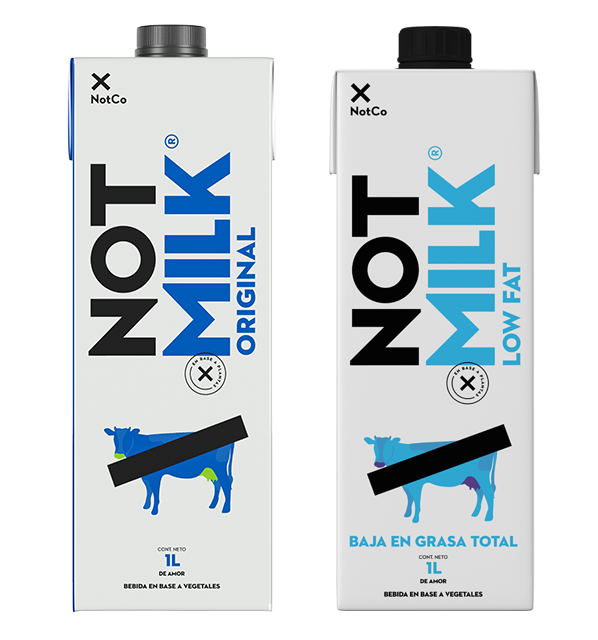 NotCo
NOT
MILK®
ORIGINAL
EN BASE A PLANTAS
CONT. NETO
1L
DE AMOR
BEBIDA EN BASE A VEGETALES
NotCo
NOT
MILK®
LOW FAT
EN BASE A PLANTAS
BAJA EN GRASA TOTAL
CONT. NETO
1L
DE AMOR
BEBIDA EN BASE A VEGETALES